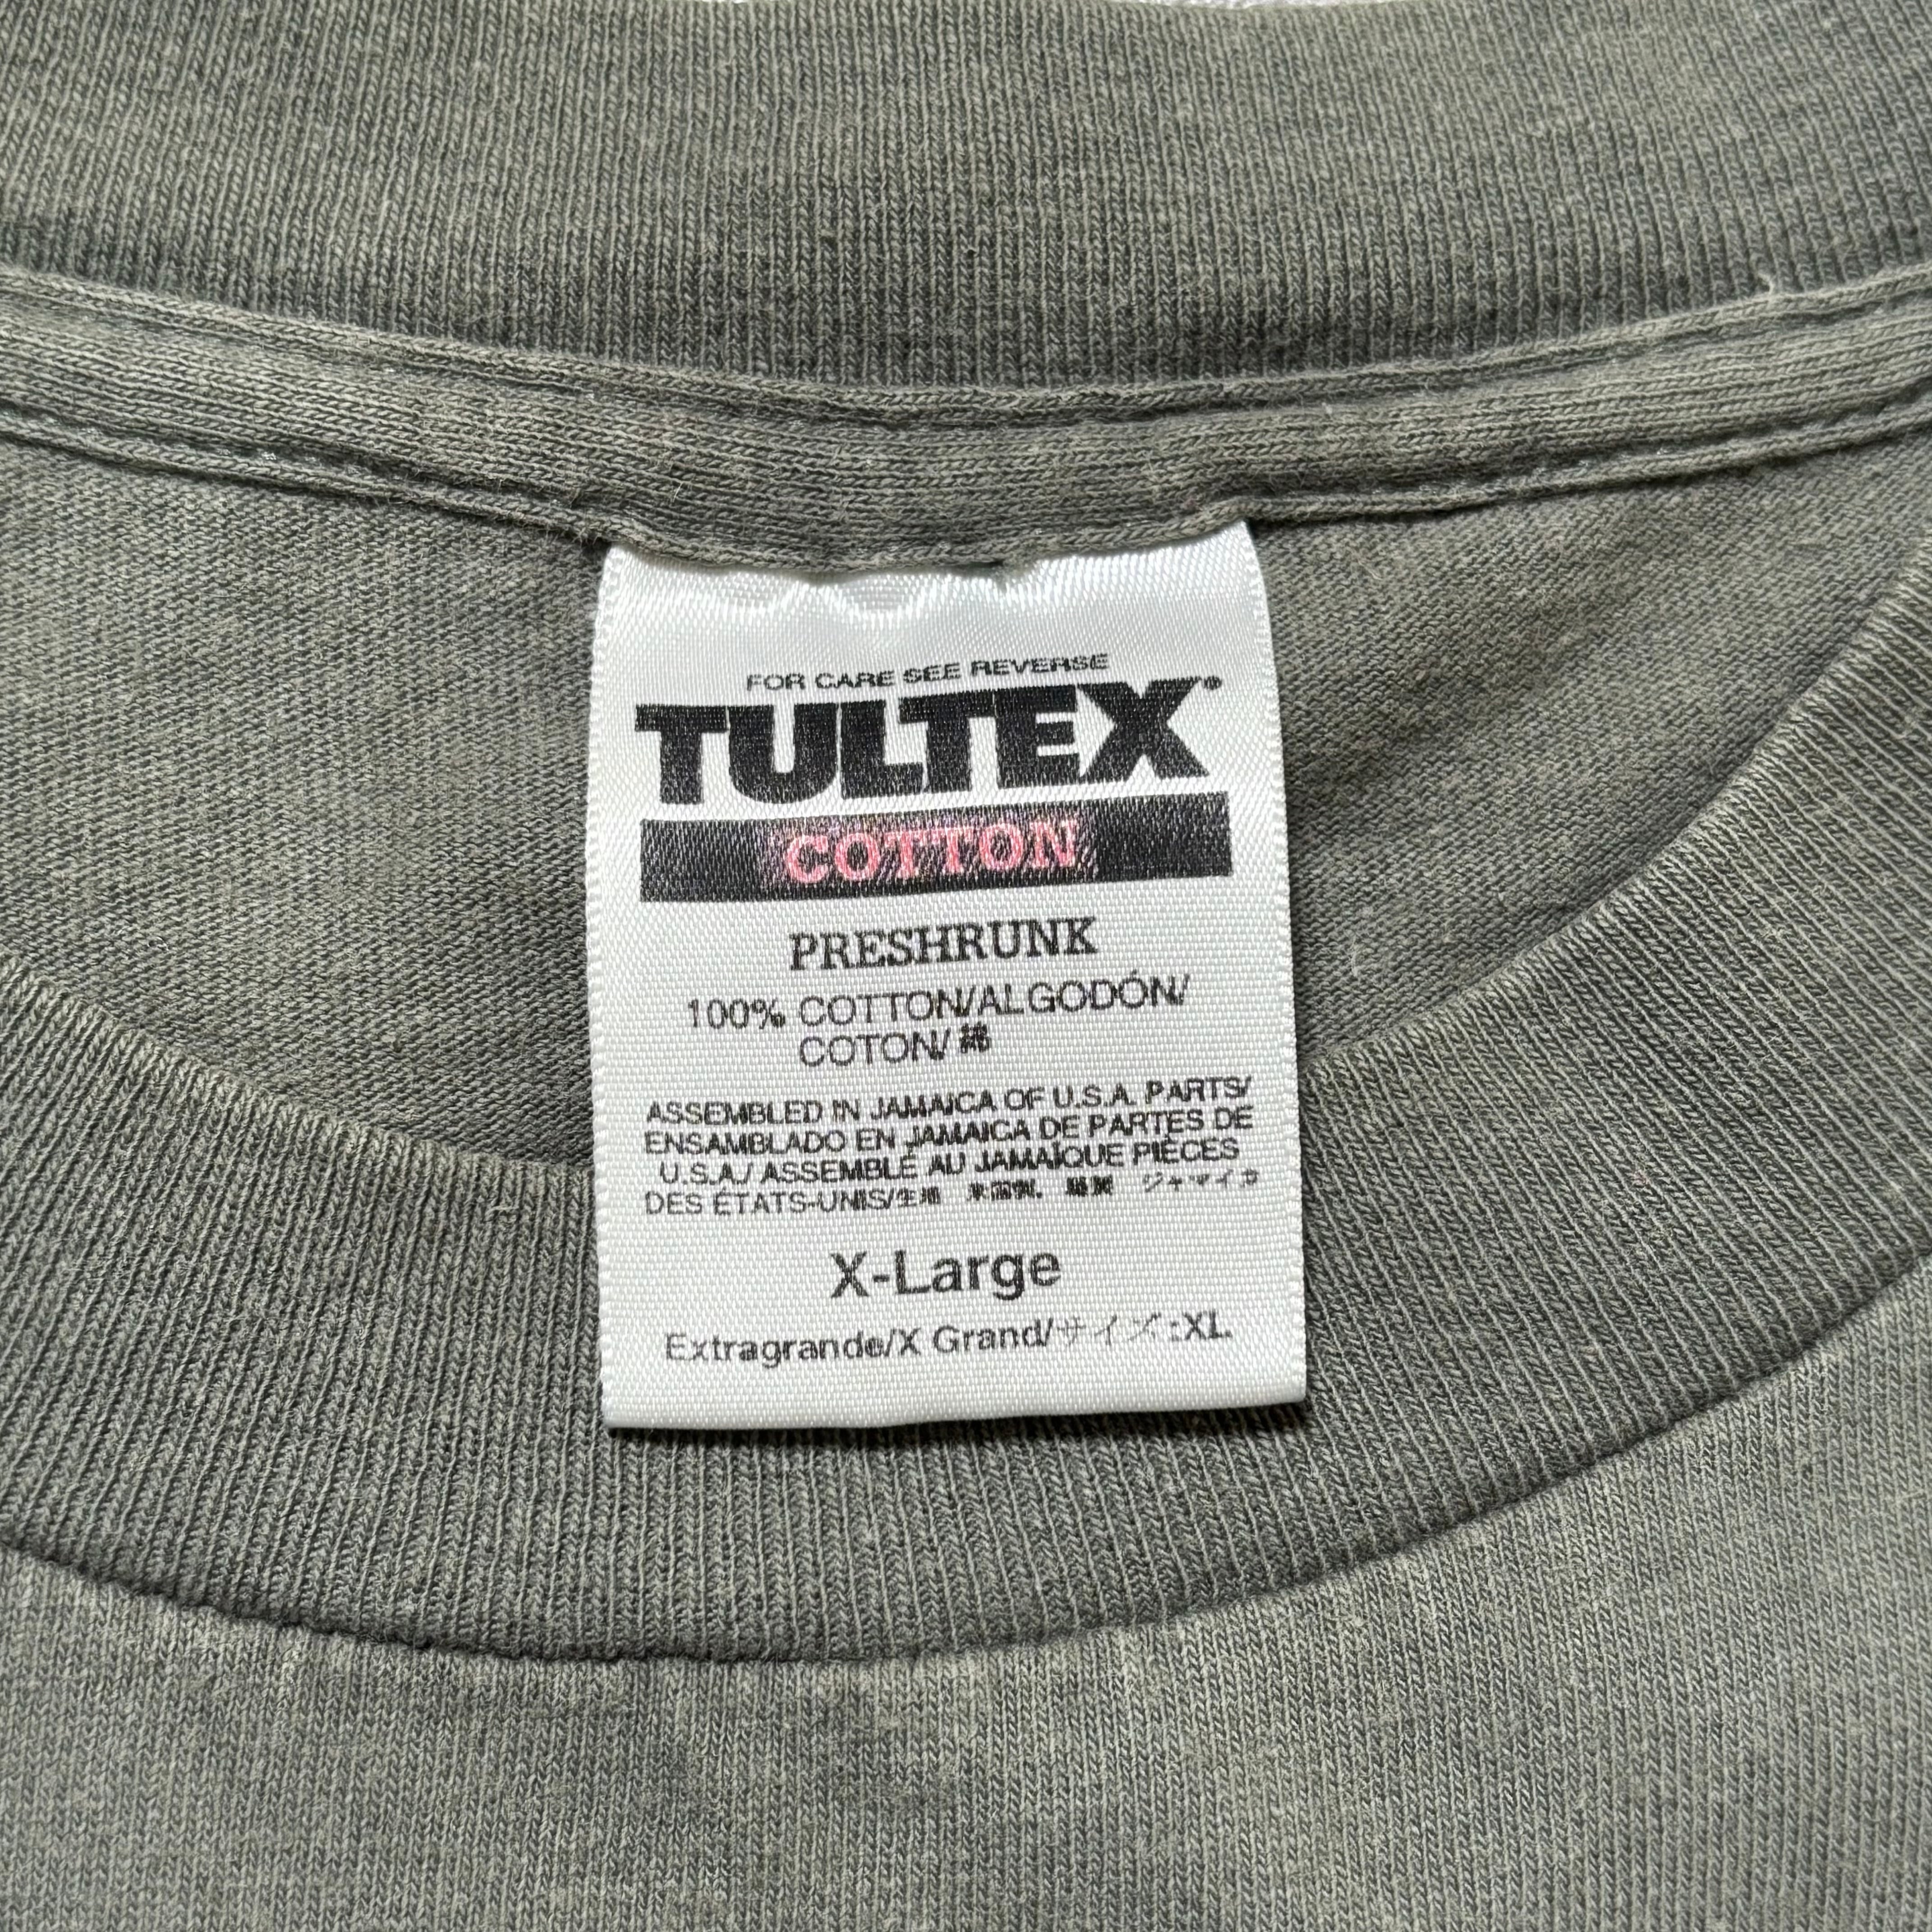 FOR CARE SEE REVERSE
TULTEX®
COTTON
PRESHRUNK
100% COTTON/ALGODÓN/
COTON/綿
ASSEMBLED IN JAMAICA OF U.S.A. PARTS/
ENSAMBLADO EN JAMAICA DE PARTES DE
U.S.A./ASSEMBLÉ AU JAMAÏQUE PIÈCES
DES ÉTATS-UNIS/生地 米国製. 縫製 ジャマイカ
X-Large
Extragrande/X Grand/サイズ:XL